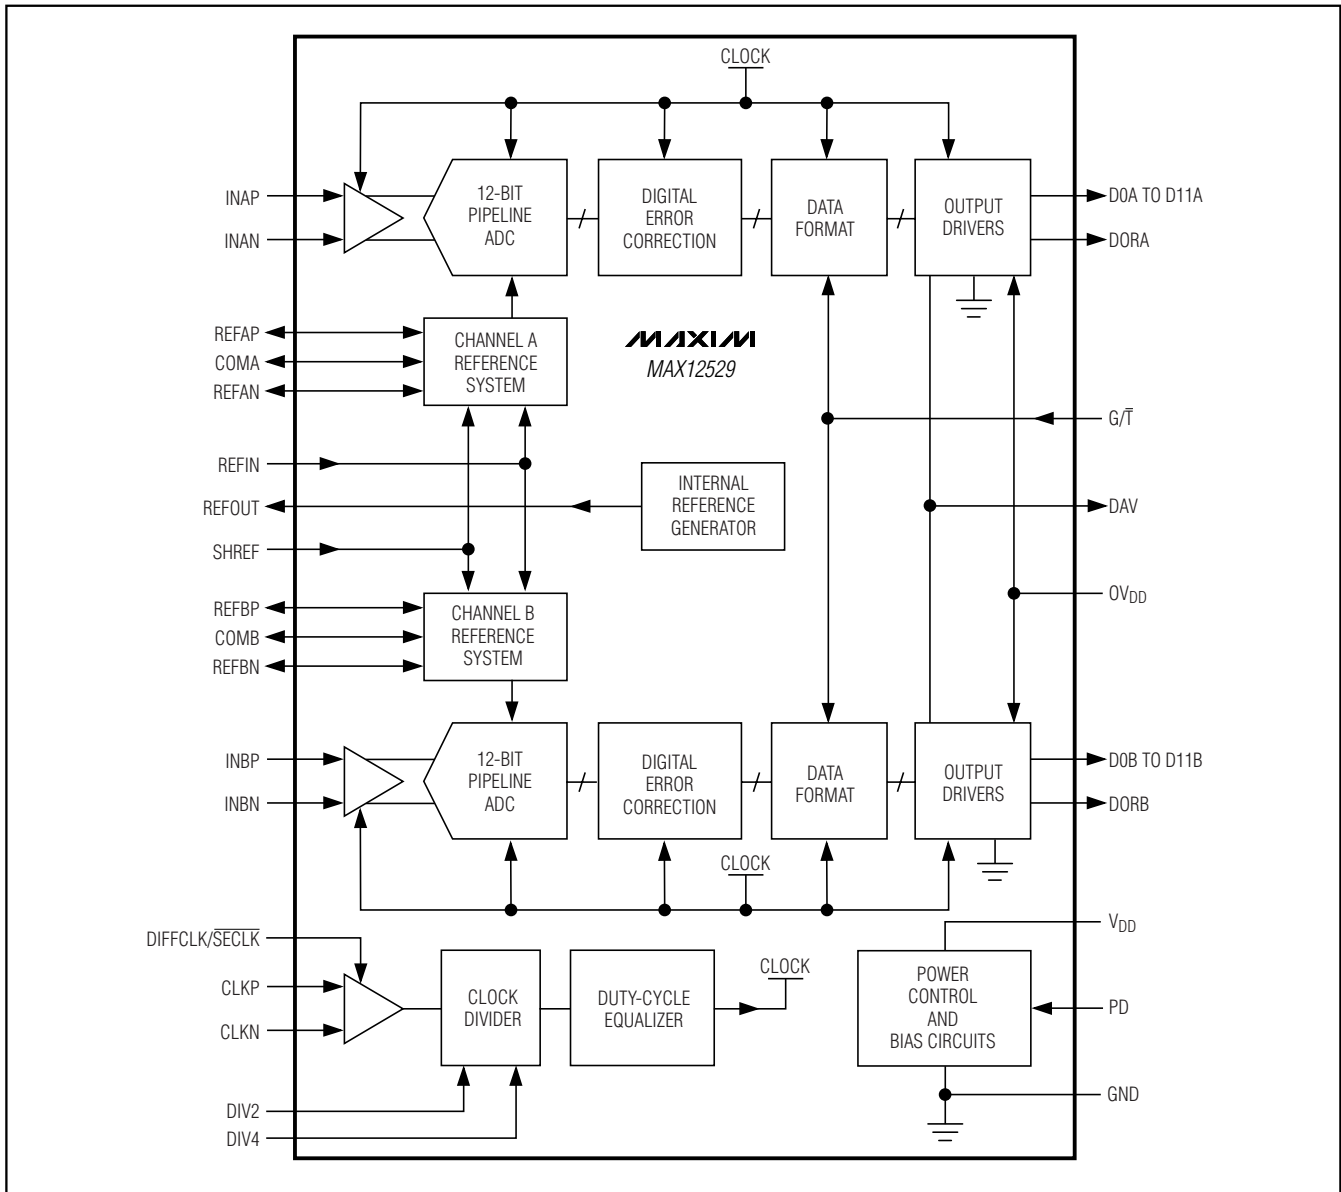 CLOCK
INAP
INAN
12-BIT
PIPELINE
ADC
DIGITAL
ERROR
CORRECTION
DATA
FORMAT
OUTPUT
DRIVERS
D0A TO D11A
DORA
REFAP
COMA
REFAN
CHANNEL A
REFERENCE
SYSTEM
MAXIM
MAX12529
G/T̅
REFIN
REFOUT
SHREF
INTERNAL
REFERENCE
GENERATOR
DAV
OVDD
REFBP
COMB
REFBN
CHANNEL B
REFERENCE
SYSTEM
INBP
INBN
12-BIT
PIPELINE
ADC
DIGITAL
ERROR
CORRECTION
DATA
FORMAT
OUTPUT
DRIVERS
D0B TO D11B
DORB
CLOCK
DIFFCLK/S̅E̅C̅L̅K̅
CLKP
CLKN
CLOCK
DIVIDER
DUTY-CYCLE
EQUALIZER
CLOCK
VDD
POWER
CONTROL
AND
BIAS CIRCUITS
PD
GND
DIV2
DIV4